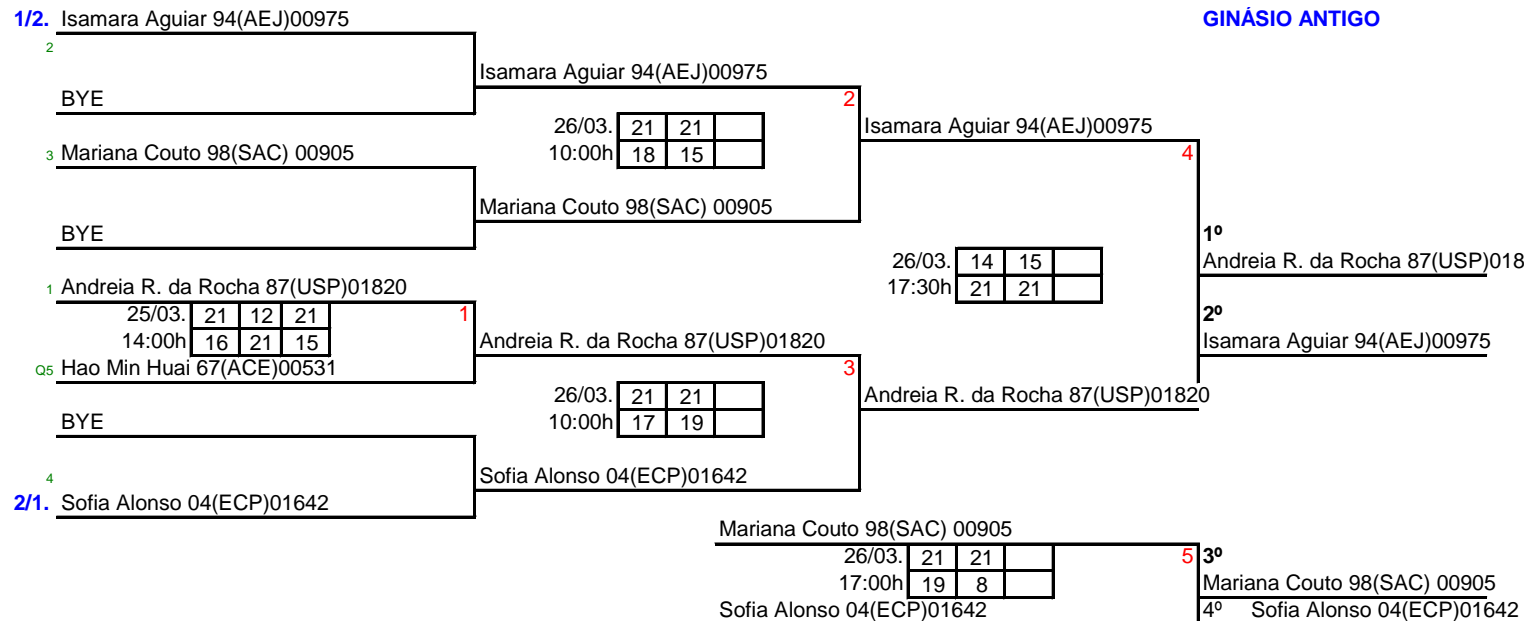 1/2. Isamara Aguiar 94(AEJ)00975 GINÁSIO ANTIGO
2
Isamara Aguiar 94(AEJ)00975
BYE 2
26/03. 21 21 Isamara Aguiar 94(AEJ)00975
3 Mariana Couto 98(SAC) 00905 10:00h 18 15 4
Mariana Couto 98(SAC) 00905
BYE 1º
26/03. 14 15 Andreia R. da Rocha 87(USP)018
1 Andreia R. da Rocha 87(USP)01820 17:30h 21 21
25/03. 21 12 21 1 2º
14:00h 16 21 15 Andreia R. da Rocha 87(USP)01820 Isamara Aguiar 94(AEJ)00975
Q5 Hao Min Huai 67(ACE)00531 3
26/03. 21 21 Andreia R. da Rocha 87(USP)01820
BYE 10:00h 17 19
4 Sofia Alonso 04(ECP)01642
2/1. Sofia Alonso 04(ECP)01642
Mariana Couto 98(SAC) 00905
26/03. 21 21 5 3º
17:00h 19 8 Mariana Couto 98(SAC) 00905
Sofia Alonso 04(ECP)01642 4º Sofia Alonso 04(ECP)01642